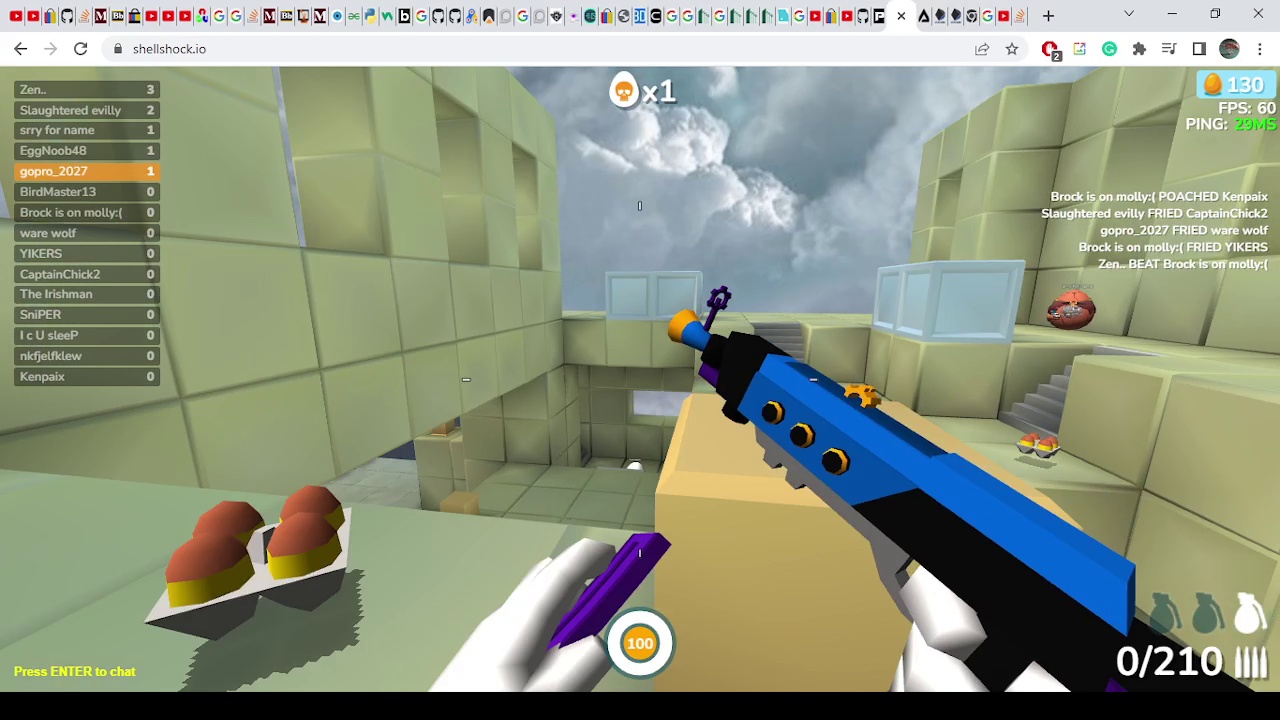 shellshock.io
2
Zen.. 3
Slaughtered evilly 2
srry for name 1
EggNoob48 1
gopro_2027 1
BirdMaster13 0
Brock is on molly:( 0
ware wolf 0
YIKERS 0
CaptainChick2 0
The Irishman 0
SniPER 0
I c U sleeP 0
nkfjelfklew 0
Kenpaix 0
x1
130
FPS: 60
PING: 29MS
Brock is on molly:( POACHED Kenpaix
Slaughtered evilly FRIED CaptainChick2
gopro_2027 FRIED ware wolf
Brock is on molly:( FRIED YIKERS
Zen.. BEAT Brock is on molly:(
100
0/210
Press ENTER to chat